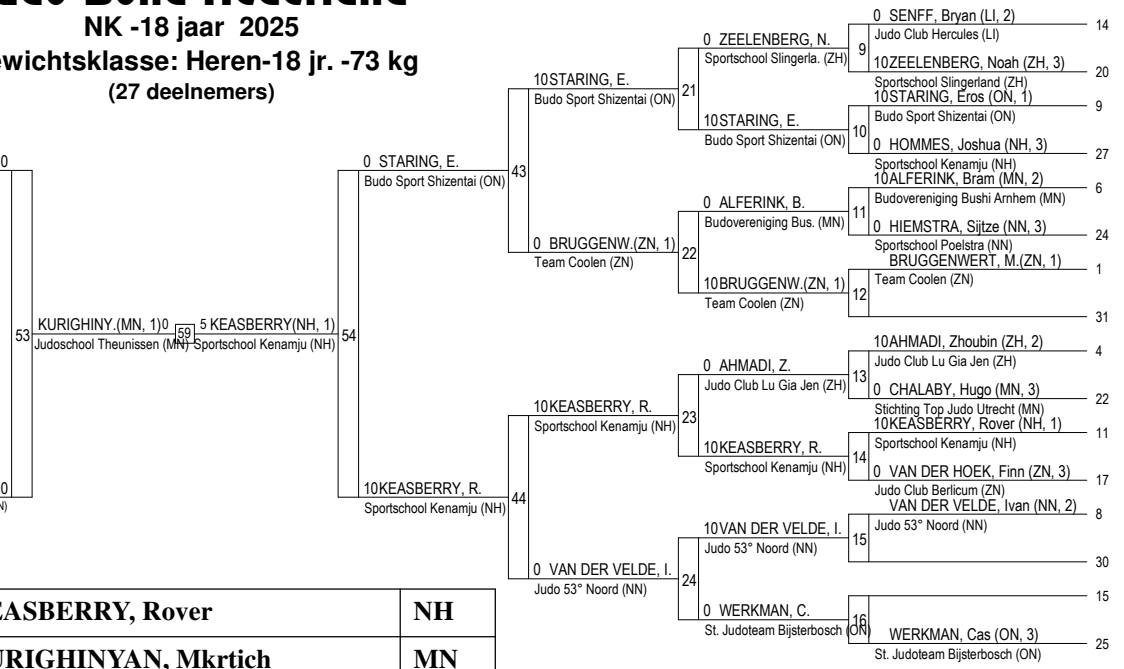 NK -18 jaar 2025
ewichtsklasse: Heren-18 jr. -73 kg
(27 deelnemers)
0
53
0
N)
KURIGHINY.(MN, 1)0
Judoschool Theunissen (MN)
59
5 KEASBERRY(NH, 1)
Sportschool Kenamju (NH)
54
0 STARING, E.
Budo Sport Shizentai (ON)
10KEASBERRY, R.
Sportschool Kenamju (NH)
43
44
10STARING, E.
Budo Sport Shizentai (ON)
0 BRUGGENW.(ZN, 1)
Team Coolen (ZN)
10KEASBERRY, R.
Sportschool Kenamju (NH)
0 VAN DER VELDE, I.
Judo 53° Noord (NN)
21
22
23
24
0 ZEELENBERG, N.
Sportschool Slingerla. (ZH)
10STARING, E.
Budo Sport Shizentai (ON)
0 ALFERINK, B.
Budovereniging Bus. (MN)
10BRUGGENW.(ZN, 1)
Team Coolen (ZN)
0 AHMADI, Z.
Judo Club Lu Gia Jen (ZH)
10KEASBERRY, R.
Sportschool Kenamju (NH)
10VAN DER VELDE, I.
Judo 53° Noord (NN)
0 WERKMAN, C.
St. Judoteam Bijsterbosch (ON)
0 SENFF, Bryan (LI, 2) 14
Judo Club Hercules (LI)
9
10ZEELENBERG, Noah (ZH, 3) 20
Sportschool Slingerland (ZH)
10STARING, Eros (ON, 1) 9
Budo Sport Shizentai (ON)
10
0 HOMMES, Joshua (NH, 3) 27
Sportschool Kenamju (NH)
10ALFERINK, Bram (MN, 2) 6
Budovereniging Bushi Arnhem (MN)
11
0 HIEMSTRA, Sijtze (NN, 3) 24
Sportschool Poelstra (NN)
BRUGGENWERT, M.(ZN, 1) 1
Team Coolen (ZN)
12
31
10AHMADI, Zhoubin (ZH, 2) 4
Judo Club Lu Gia Jen (ZH)
13
0 CHALABY, Hugo (MN, 3) 22
Stichting Top Judo Utrecht (MN)
10KEASBERRY, Rover (NH, 1) 11
Sportschool Kenamju (NH)
14
0 VAN DER HOEK, Finn (ZN, 3) 17
Judo Club Berlicum (ZN)
VAN DER VELDE, Ivan (NN, 2) 8
Judo 53° Noord (NN)
15
30
15
16
WERKMAN, Cas (ON, 3) 25
St. Judoteam Bijsterbosch (ON)
EASBERRY, Rover NH
URIGHINYAN, Mkrtich MN